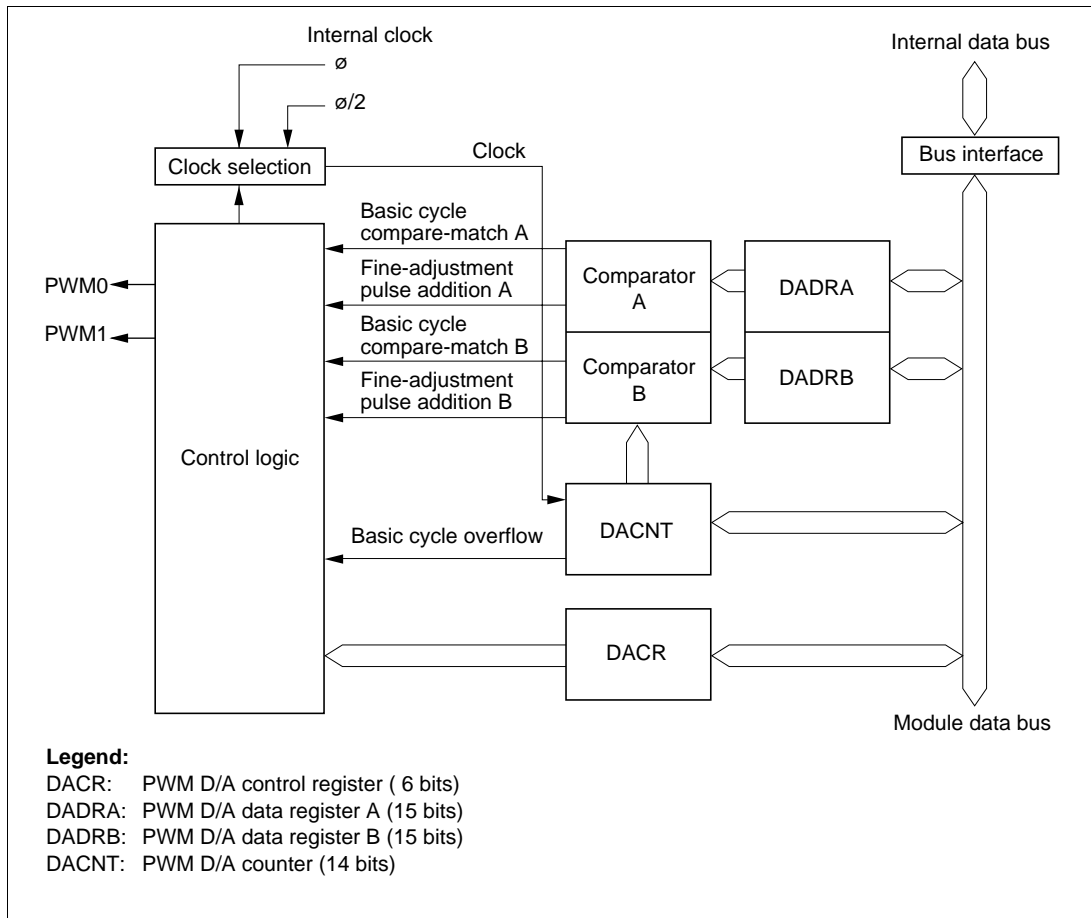 Internal clock
ø
ø/2
Internal data bus
Clock selection
Clock
Bus interface
Basic cycle
compare-match A
Fine-adjustment
pulse addition A
Basic cycle
compare-match B
Fine-adjustment
pulse addition B
PWM0
PWM1
Comparator
A
DADRA
Comparator
B
DADRB
Control logic
DACNT
Basic cycle overflow
DACR
Module data bus
Legend:
DACR: PWM D/A control register ( 6 bits)
DADRA: PWM D/A data register A (15 bits)
DADRB: PWM D/A data register B (15 bits)
DACNT: PWM D/A counter (14 bits)